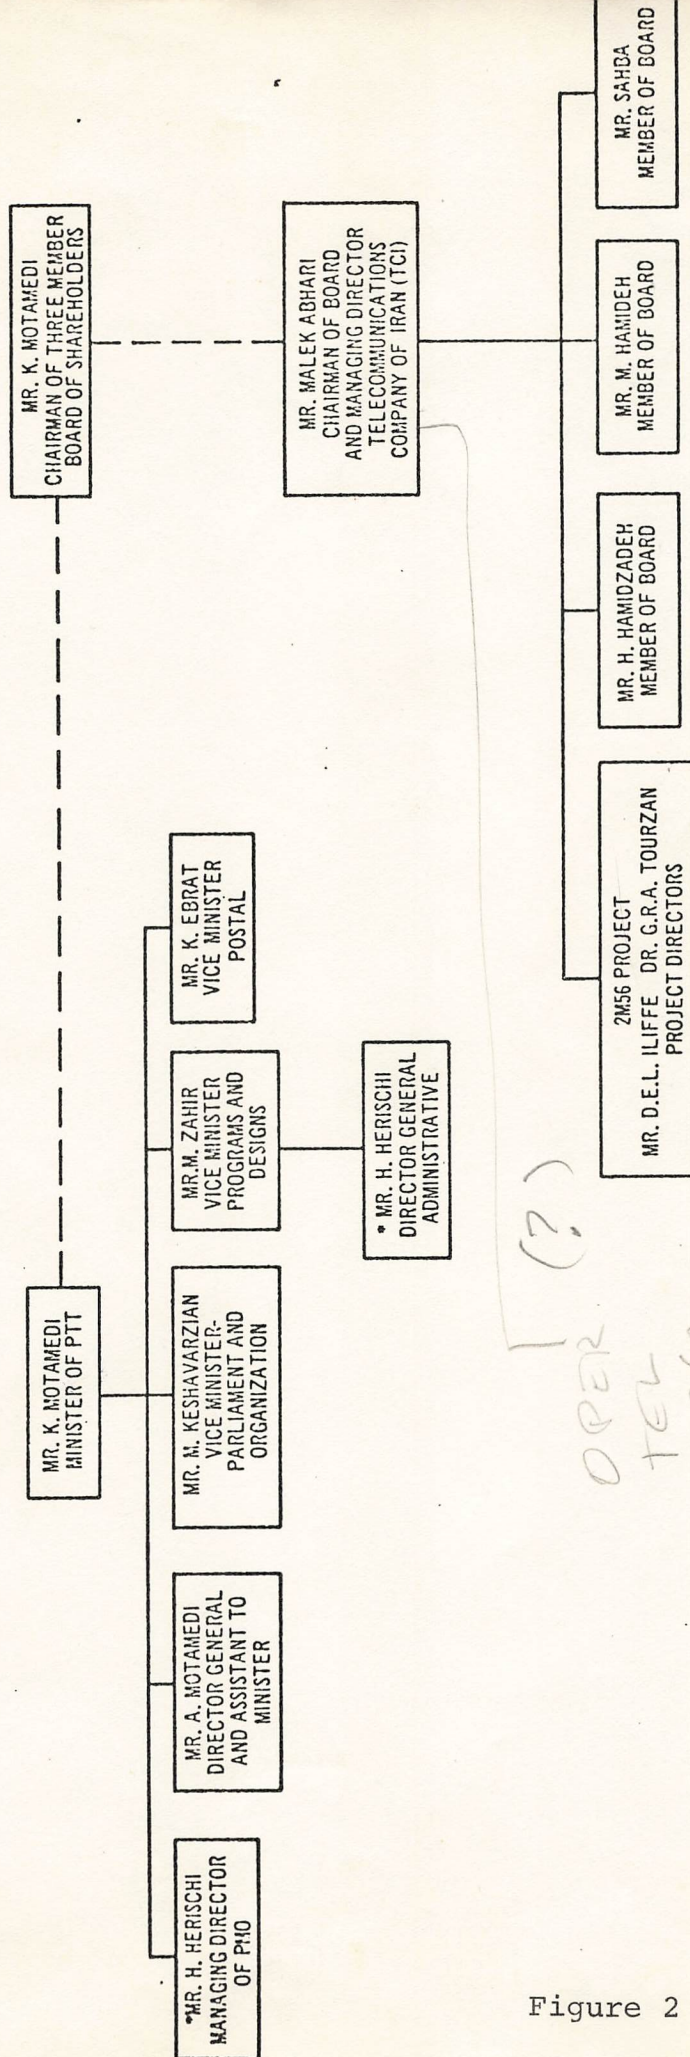 MR. K. MOTAMEDI
MINISTER OF PTT
MR. K. MOTAMEDI
CHAIRMAN OF THREE MEMBER
BOARD OF SHAREHOLDERS
*MR. H. HERISCHI
MANAGING DIRECTOR
OF PMO
MR. A. MOTAMEDI
DIRECTOR GENERAL
AND ASSISTANT TO
MINISTER
MR. M. KESHAVARZIAN
VICE MINISTER-
PARLIAMENT AND
ORGANIZATION
MR.M. ZAHIR
VICE MINISTER
PROGRAMS AND
DESIGNS
MR. K. EBRAT
VICE MINISTER
POSTAL
* MR. H. HERISCHI
DIRECTOR GENERAL
ADMINISTRATIVE
MR. MALEK ABHARI
CHAIRMAN OF BOARD
AND MANAGING DIRECTOR
TELECOMMUNICATIONS
COMPANY OF IRAN (TCI)
2M56 PROJECT
MR. D.E.L. ILIFFE DR. G.R.A. TOURZAN
PROJECT DIRECTORS
MR. H. HAMIDZADEH
MEMBER OF BOARD
MR. M. HAMIDEH
MEMBER OF BOARD
MR. SAHBA
MEMBER OF BOARD
OPER (?)
TEL
Figure 2